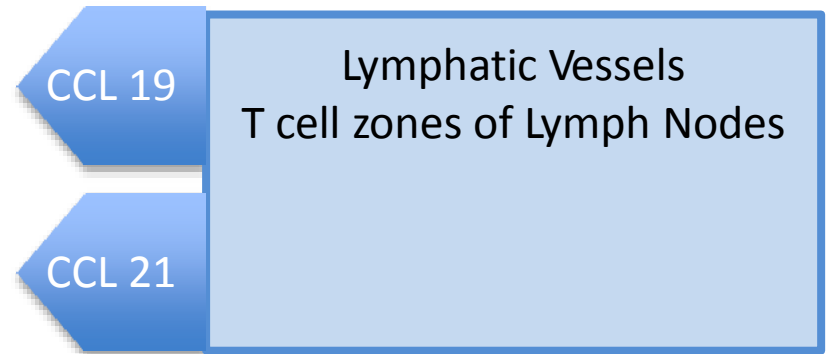 CCL 19
Lymphatic Vessels
T cell zones of Lymph Nodes
CCL 21